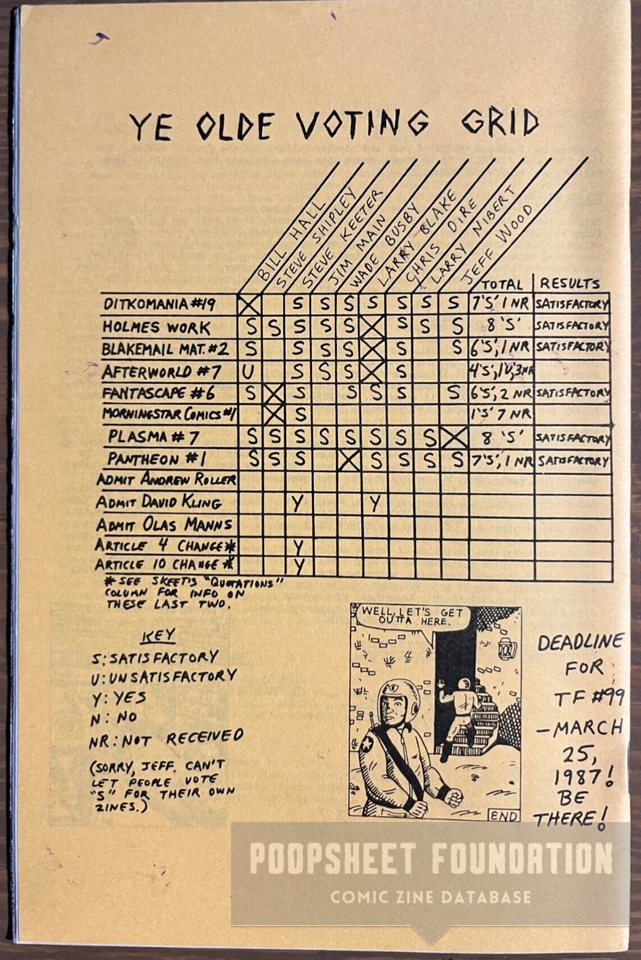 YE OLDE VOTING GRID
BILL HALL
STEVE SHIPLEY
STEVE KEETER
JIM MAIN
WADE BUSBY
LARRY BLAKE
CHRIS DIRE
LARRY NIBERT
JEFF WOOD
TOTAL RESULTS
DITKOMANIA #19 X S S S S S S S 7'S', 1 NR SATISFACTORY
HOLMES WORK S S S S S X S S S 8 'S' SATISFACTORY
BLAKEMAIL MAT. #2 S S S S X S S 6'S', 1 NR SATISFACTORY
AFTERWORLD #7 U S S S X S 4'S', 1U, 3NR
FANTASCAPE #6 S X S S S S S 6'S', 2 NR SATISFACTORY
MORNINGSTAR COMICS #1 X S 1'S' 7 NR
PLASMA #7 S S S S S S S S X 8 'S' SATISFACTORY
PANTHEON #1 S S S X S S S S 7'S', 1 NR SATISFACTORY
ADMIT ANDREW ROLLER
ADMIT DAVID KLING Y Y
ADMIT OLAS MANNS
ARTICLE 4 CHANGE* Y
ARTICLE 10 CHANGE* Y
*SEE SKEET'S "QUOTATIONS"
COLUMN FOR INFO ON
THESE LAST TWO.
KEY
S: SATISFACTORY
U: UNSATISFACTORY
Y: YES
N: NO
NR: NOT RECEIVED
(SORRY, JEFF. CAN'T
LET PEOPLE VOTE
"S" FOR THEIR OWN
ZINES.)
WELL, LET'S GET
OUTTA HERE.
END
DEADLINE
FOR
TF #99
—MARCH
25,
1987!
BE
THERE!
POOPSHEET FOUNDATION
COMIC ZINE DATABASE